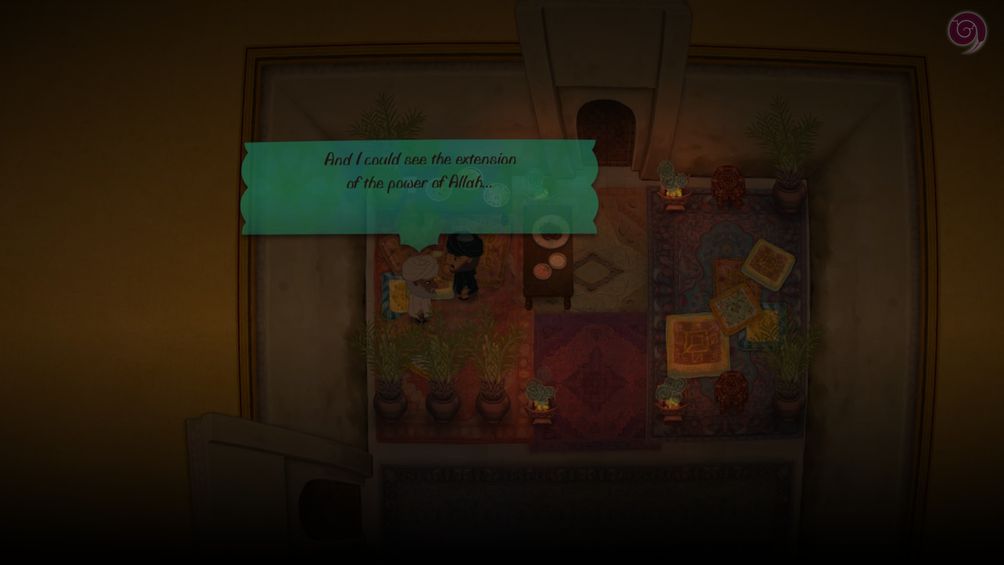 And I could see the extension
of the power of Allah...